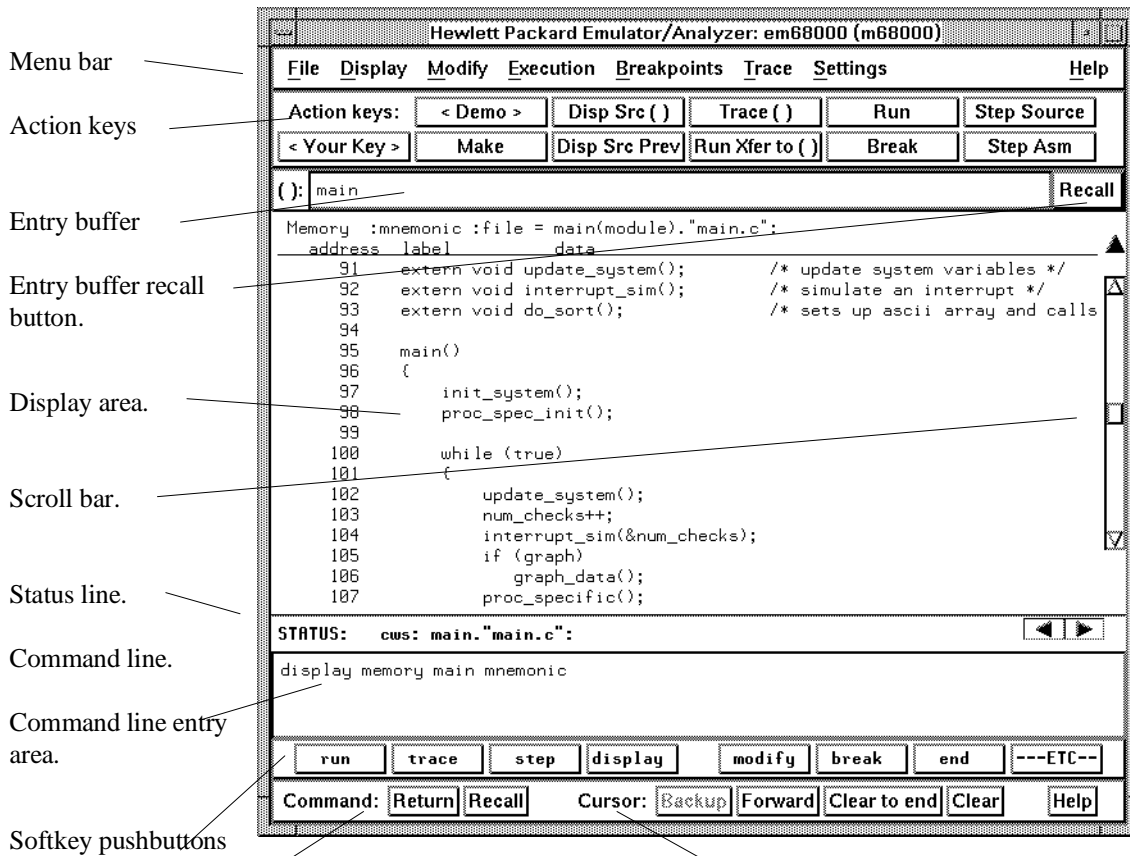 Menu bar
Action keys
Entry buffer
Entry buffer recall
button.
Display area.
Scroll bar.
Status line.
Command line.
Command line entry
area.
Softkey pushbuttons
Hewlett Packard Emulator/Analyzer: em68000 (m68000)
File Display Modify Execution Breakpoints Trace Settings Help
Action keys: < Demo > Disp Src ( ) Trace ( ) Run Step Source
< Your Key > Make Disp Src Prev Run Xfer to ( ) Break Step Asm
( ): main Recall
Memory :mnemonic :file = main(module)."main.c":
address label data
91 extern void update_system(); /* update system variables */
92 extern void interrupt_sim(); /* simulate an interrupt */
93 extern void do_sort(); /* sets up ascii array and calls
94
95 main()
96 {
97 init_system();
98 proc_spec_init();
99
100 while (true)
101 {
102 update_system();
103 num_checks++;
104 interrupt_sim(&num_checks);
105 if (graph)
106 graph_data();
107 proc_specific();
STATUS: cws: main."main.c":
display memory main mnemonic
run trace step display modify break end ---ETC--
Command: Return Recall Cursor: Backup Forward Clear to end Clear Help